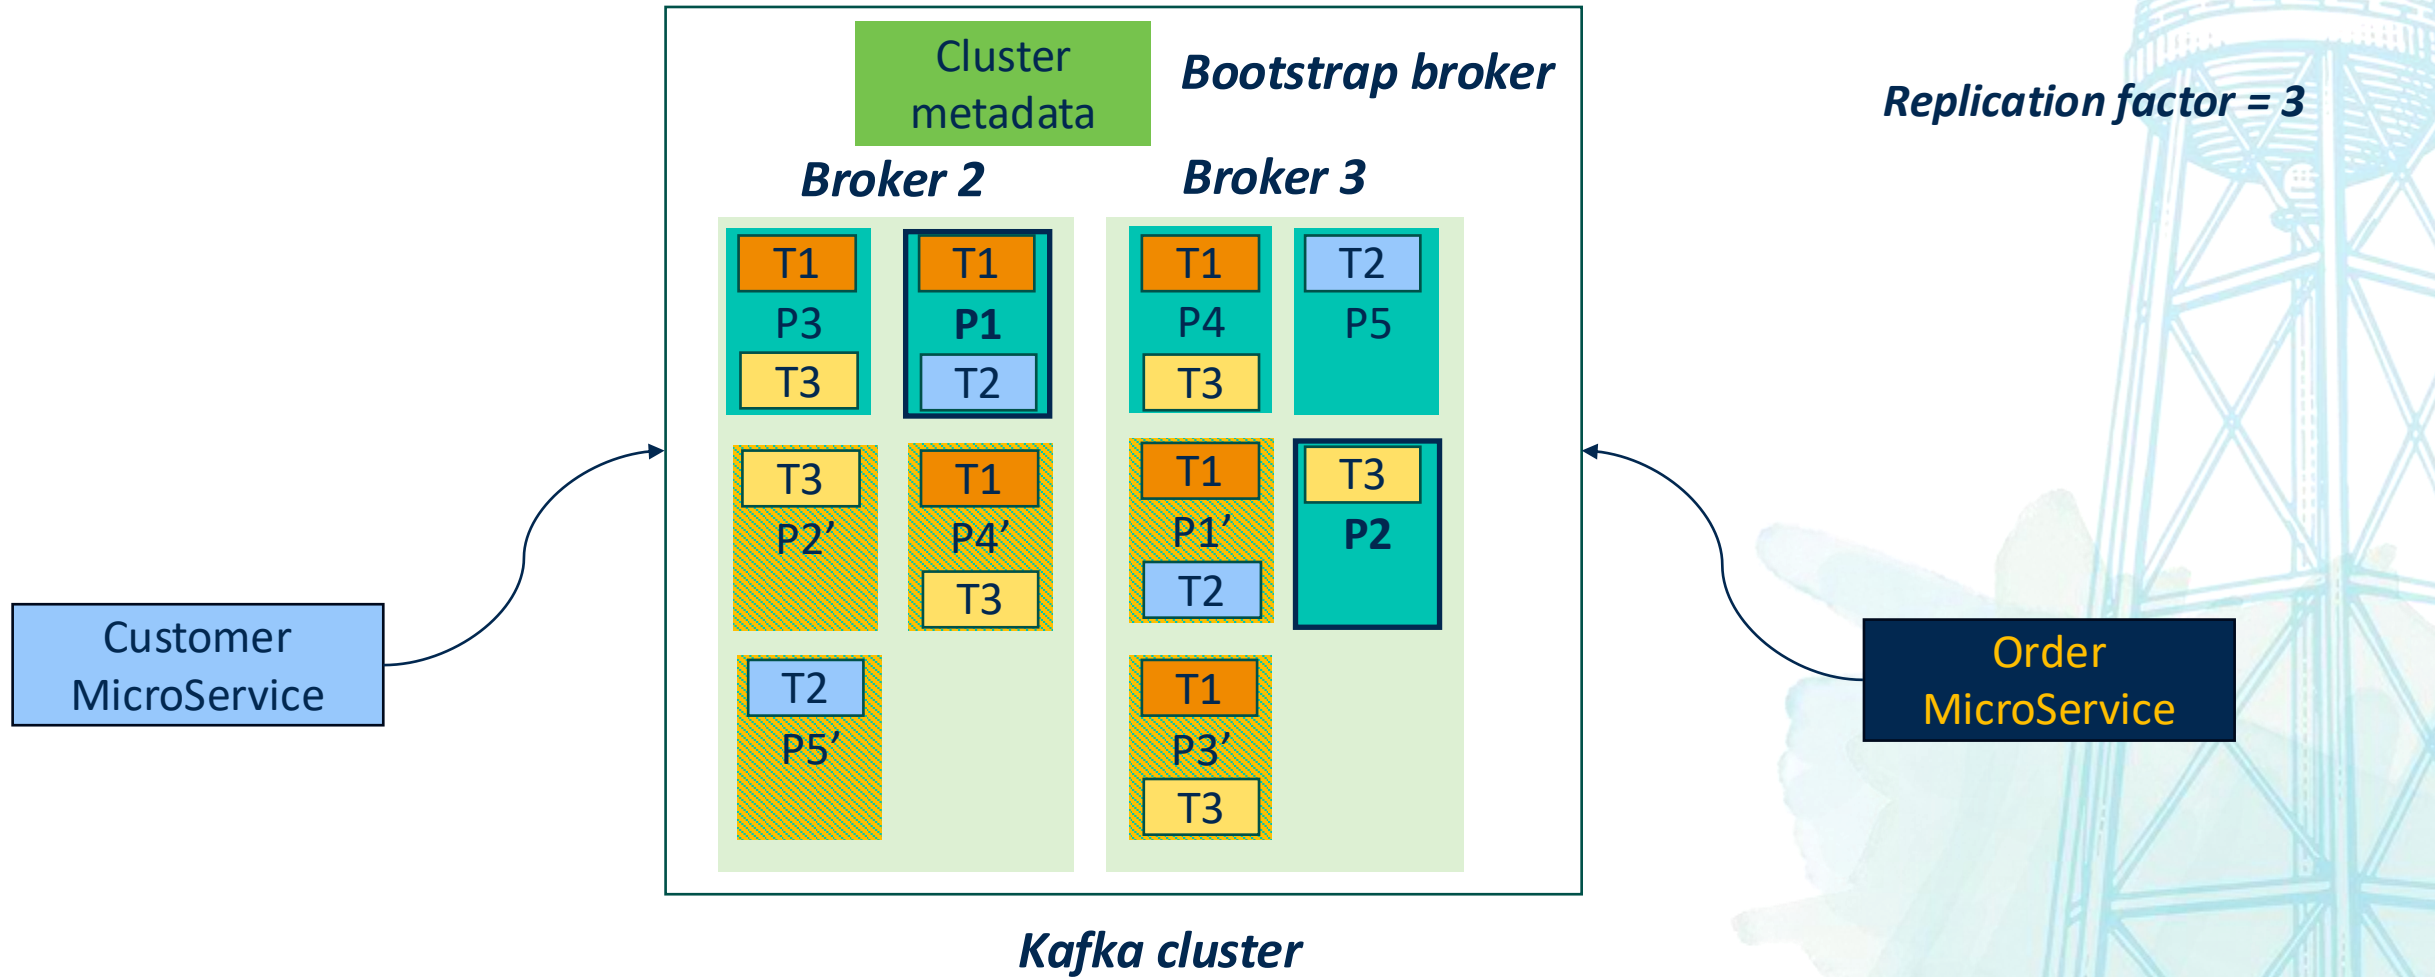 Cluster
metadata
Bootstrap broker
Replication factor = 3
Broker 2
Broker 3
T1
P3
T3
T1
P1
T2
T1
P4
T3
T2
P5
T3
P2’
T1
P4’
T3
T1
P1’
T2
T3
P2
T2
P5’
T1
P3’
T3
Customer
MicroService
Order
MicroService
Kafka cluster